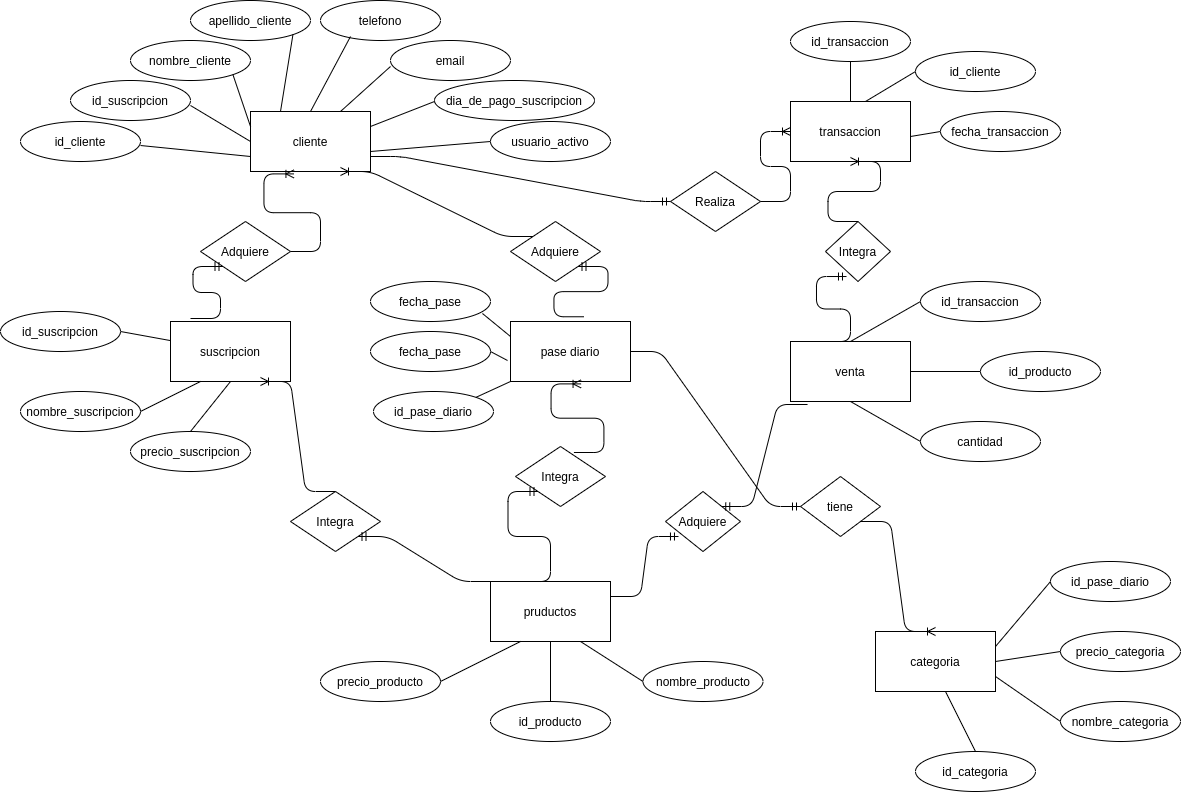 apellido_cliente
telefono
id_transaccion
nombre_cliente
email
id_cliente
id_suscripcion
dia_de_pago_suscripcion
id_cliente
cliente
usuario_activo
transaccion
fecha_transaccion
Realiza
Adquiere
Adquiere
Integra
fecha_pase
id_transaccion
id_suscripcion
suscripcion
fecha_pase
pase diario
venta
id_producto
nombre_suscripcion
id_pase_diario
precio_suscripcion
cantidad
Integra
Integra
Adquiere
tiene
pruductos
id_pase_diario
categoria
precio_categoria
precio_producto
nombre_producto
id_producto
nombre_categoria
id_categoria